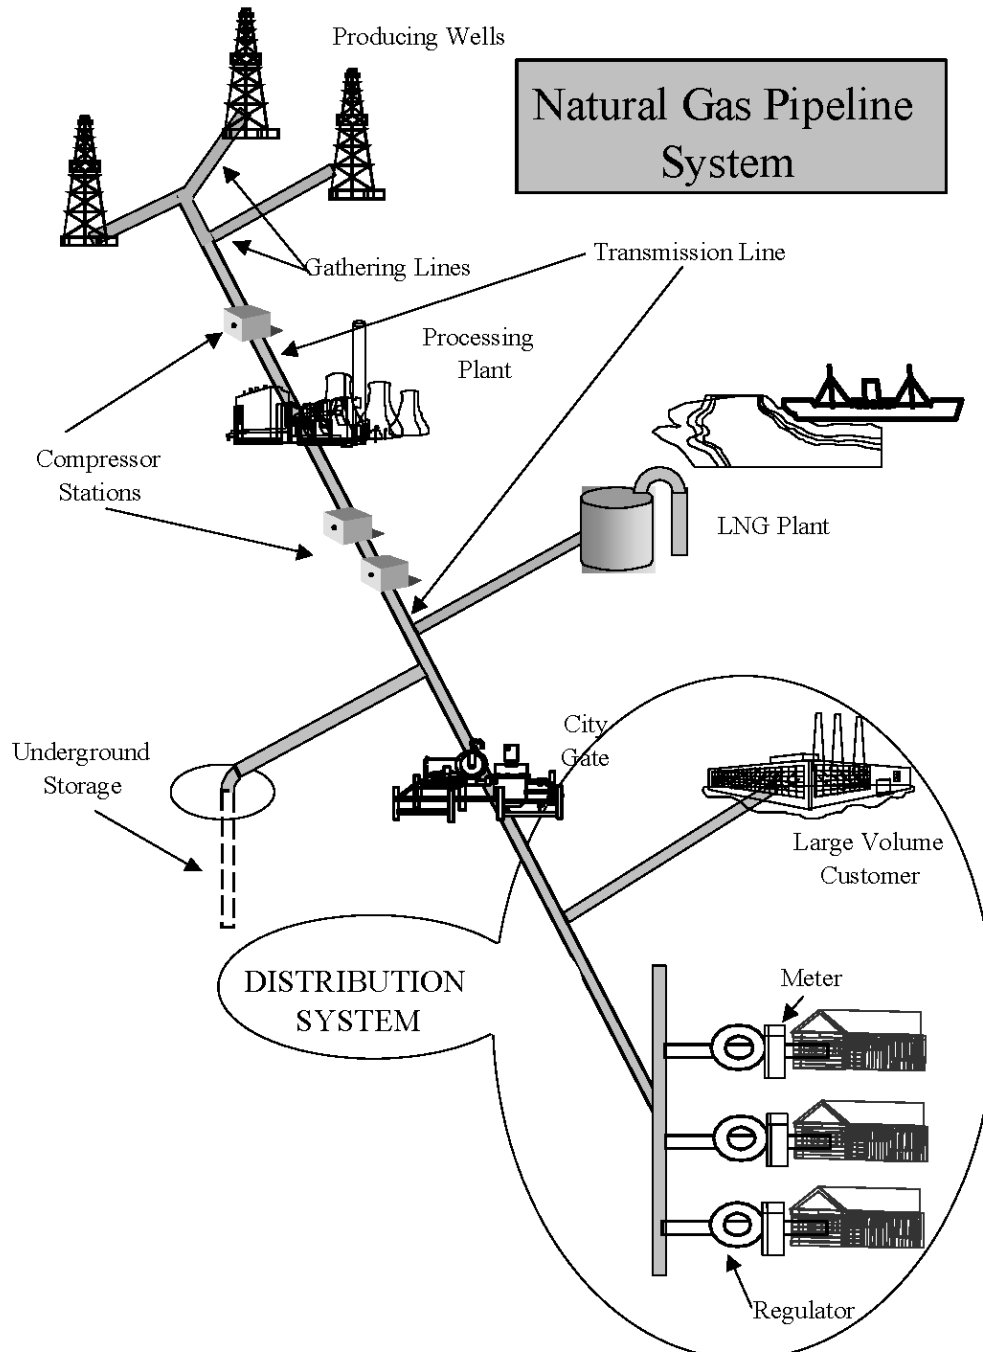 Producing Wells
Natural Gas Pipeline
System
Gathering Lines
Transmission Line
Processing
Plant
Compressor
Stations
LNG Plant
City
Gate
Underground
Storage
Large Volume
Customer
DISTRIBUTION
SYSTEM
Meter
Regulator